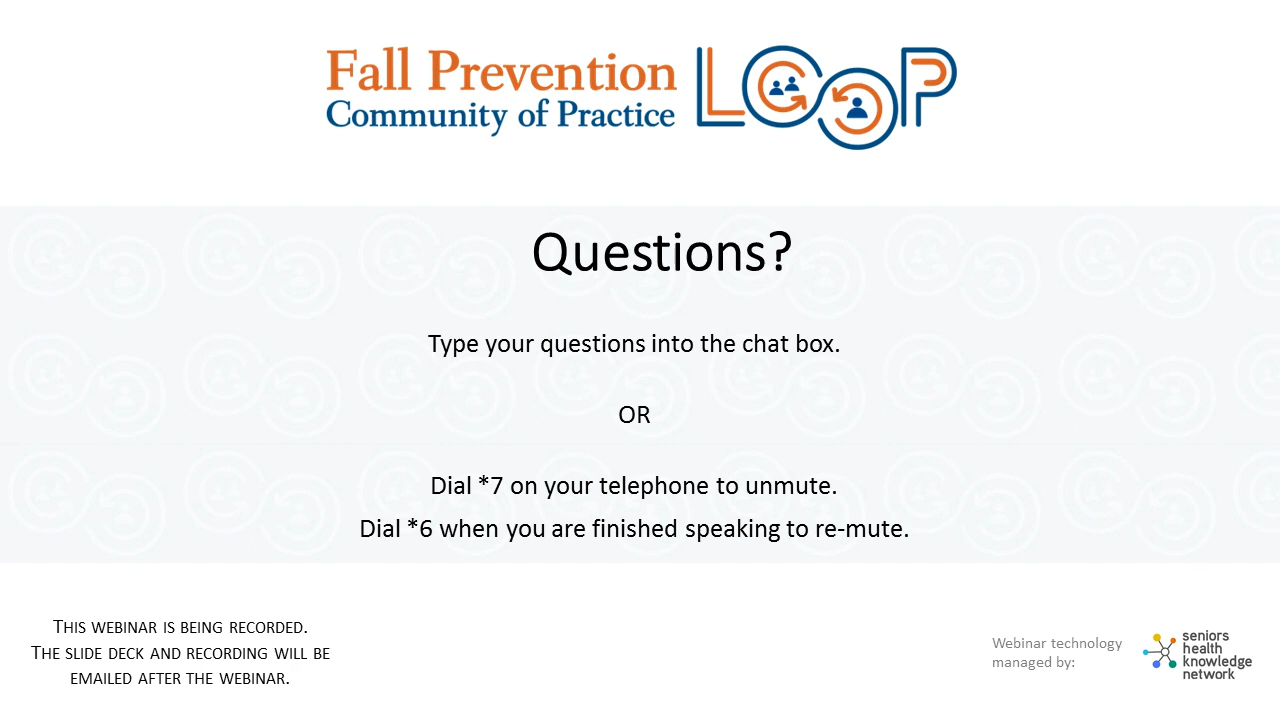 Fall Prevention
Community of Practice
LOOP
Questions?
Type your questions into the chat box.
OR
Dial *7 on your telephone to unmute.
Dial *6 when you are finished speaking to re-mute.
THIS WEBINAR IS BEING RECORDED.
THE SLIDE DECK AND RECORDING WILL BE
EMAILED AFTER THE WEBINAR.
Webinar technology
managed by:
seniors
health
knowledge
network